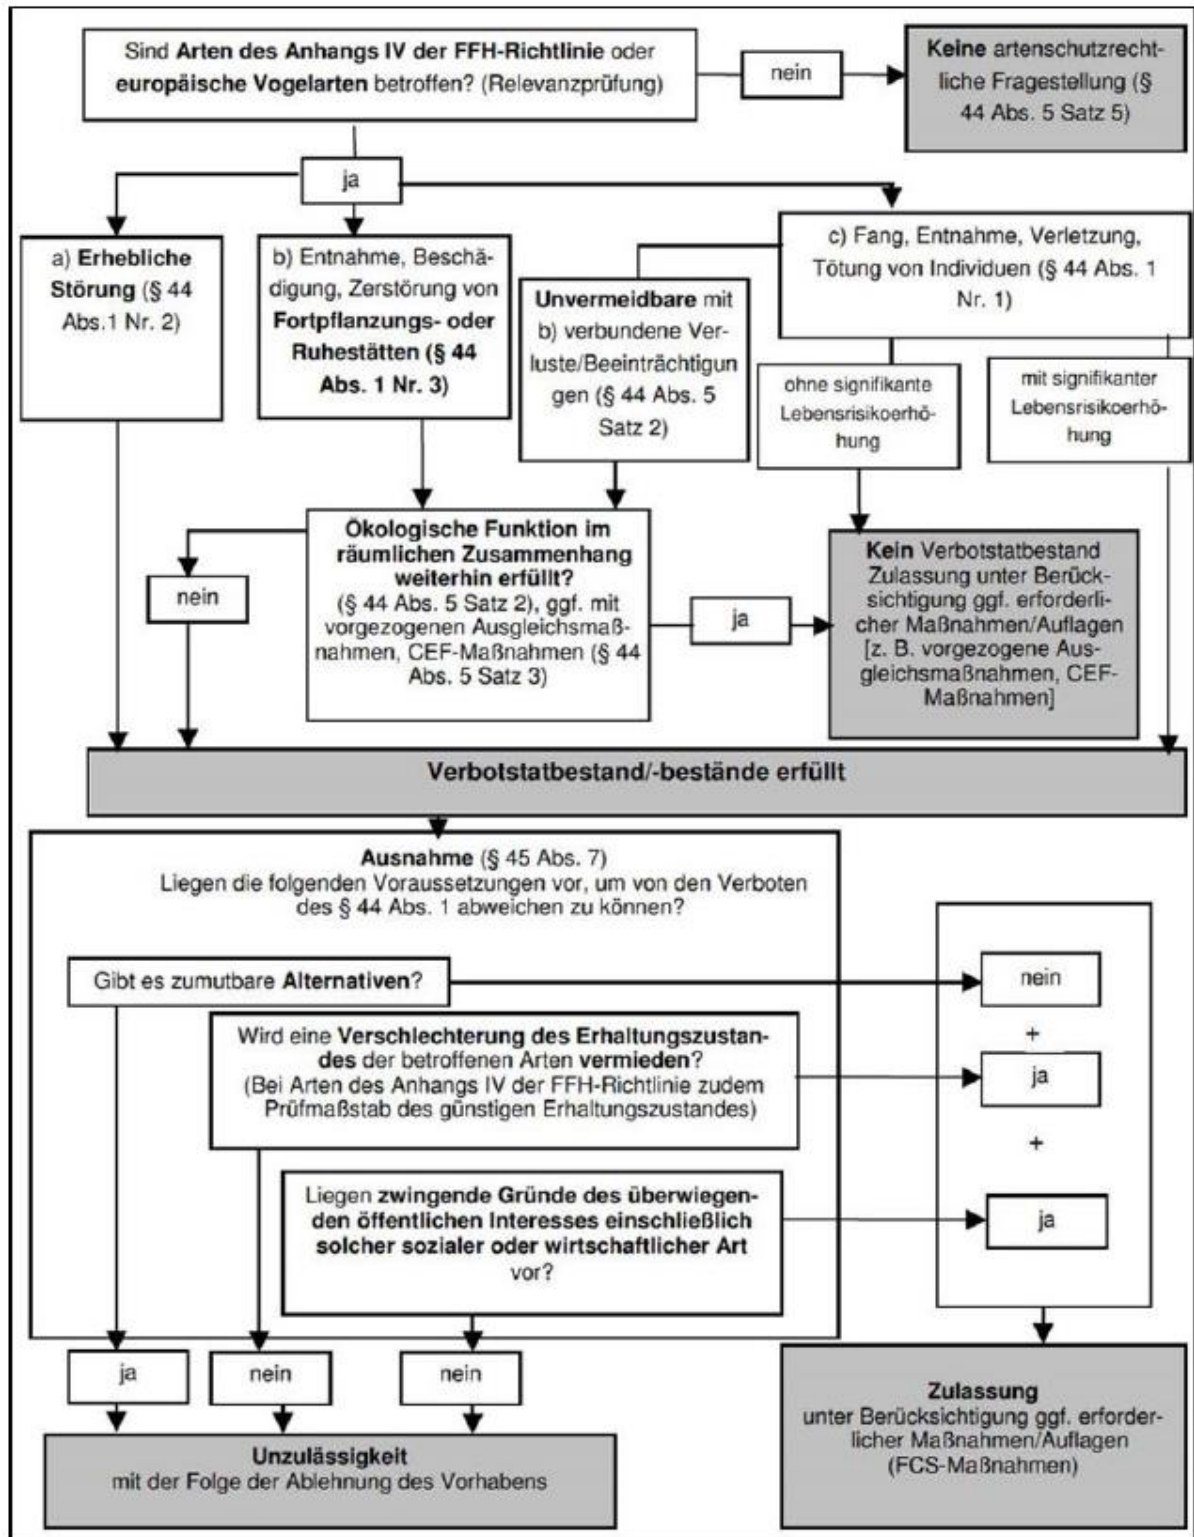 Sind Arten des Anhangs IV der FFH-Richtlinie oder
europäische Vogelarten betroffen? (Relevanzprüfung)
nein
Keine artenschutzrecht-
liche Fragestellung (§
44 Abs. 5 Satz 5)
ja
a) Erhebliche
Störung (§ 44
Abs.1 Nr. 2)
b) Entnahme, Beschä-
digung, Zerstörung von
Fortpflanzungs- oder
Ruhestätten (§ 44
Abs. 1 Nr. 3)
Unvermeidbare mit
b) verbundene Ver-
luste/Beeinträchtigun
gen (§ 44 Abs. 5
Satz 2)
c) Fang, Entnahme, Verletzung,
Tötung von Individuen (§ 44 Abs. 1
Nr. 1)
ohne signifikante
Lebensrisikoerhö-
hung
mit signifikanter
Lebensrisikoerhö-
hung
Ökologische Funktion im
räumlichen Zusammenhang
weiterhin erfüllt?
(§ 44 Abs. 5 Satz 2), ggf. mit
vorgezogenen Ausgleichsmaß-
nahmen, CEF-Maßnahmen (§ 44
Abs. 5 Satz 3)
nein
ja
Kein Verbotstatbestand
Zulassung unter Berück-
sichtigung ggf. erforderli-
cher Maßnahmen/Auflagen
[z. B. vorgezogene Aus-
gleichsmaßnahmen, CEF-
Maßnahmen]
Verbotstatbestand/-bestände erfüllt
Ausnahme (§ 45 Abs. 7)
Liegen die folgenden Voraussetzungen vor, um von den Verboten
des § 44 Abs. 1 abweichen zu können?
Gibt es zumutbare Alternativen?
nein
+
Wird eine Verschlechterung des Erhaltungszustan-
des der betroffenen Arten vermieden?
(Bei Arten des Anhangs IV der FFH-Richtlinie zudem
Prüfmaßstab des günstigen Erhaltungszustandes)
ja
+
Liegen zwingende Gründe des überwiegen-
den öffentlichen Interesses einschließlich
solcher sozialer oder wirtschaftlicher Art
vor?
ja
ja
nein
nein
Unzulässigkeit
mit der Folge der Ablehnung des Vorhabens
Zulassung
unter Berücksichtigung ggf. erforder-
licher Maßnahmen/Auflagen
(FCS-Maßnahmen)